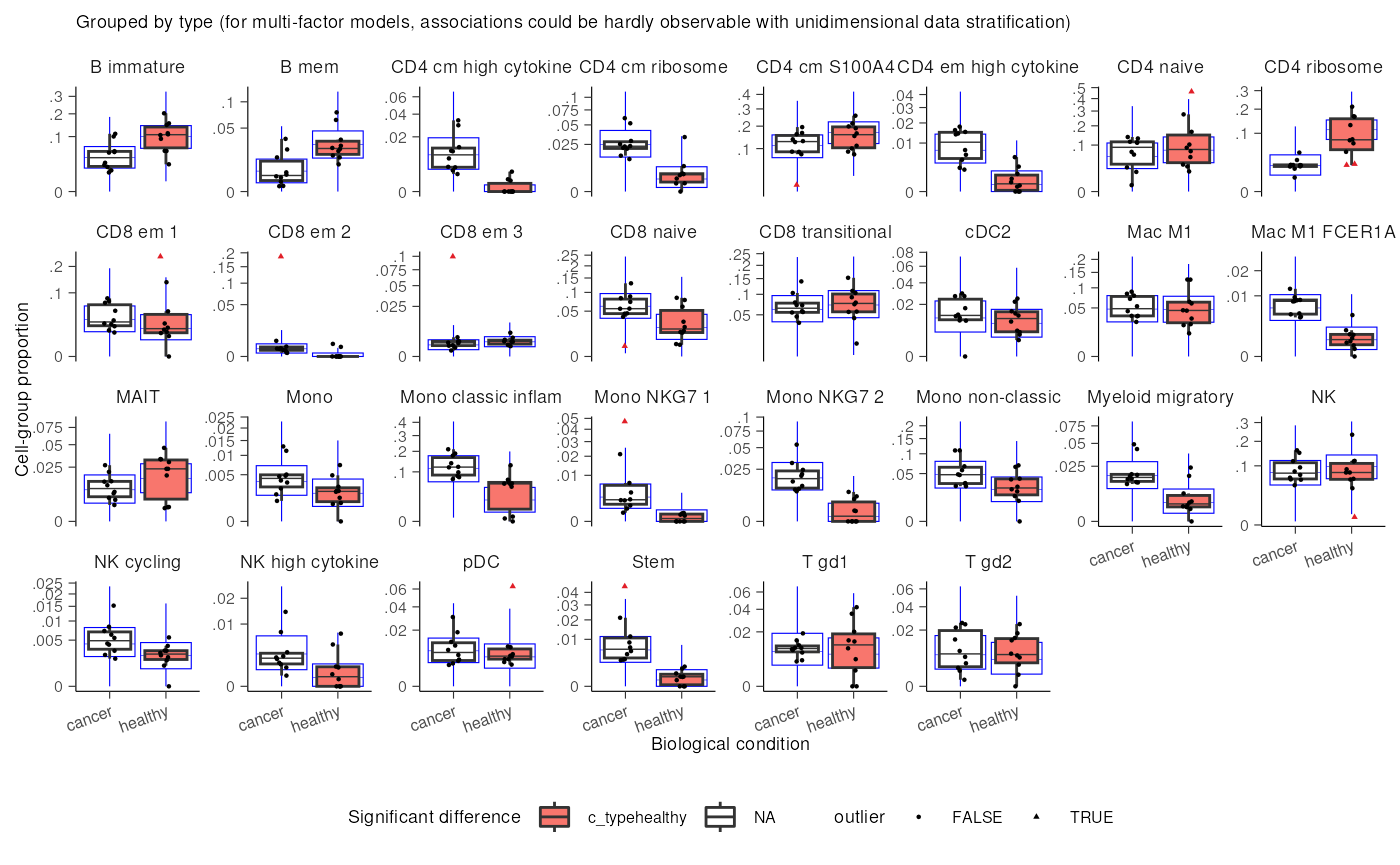 Grouped by type (for multi-factor models, associations could be hardly observable with unidimensional data stratification)
B immature
B mem
CD4 cm high cytokine
CD4 cm ribosome
CD4 cm S100A4
CD4 em high cytokine
CD4 naive
CD4 ribosome
.3
.2
.1
0
.1
.05
0
.06
.04
.02
0
.1
.075
.05
.025
0
.4
.3
.2
.1
.04
.03
.02
.01
0
.5
.4
.3
.2
.1
0
.3
.2
.1
0
CD8 em 1
CD8 em 2
CD8 em 3
CD8 naive
CD8 transitional
cDC2
Mac M1
Mac M1 FCER1A
.2
.1
0
.2
.15
.1
.05
0
.1
.075
.05
.025
0
.25
.2
.15
.1
.05
0
.25
.2
.15
.1
.05
.08
.06
.04
.02
0
.2
.15
.1
.05
0
.02
.01
0
Cell-group proportion
MAIT
Mono
Mono classic inflam
Mono NKG7 1
Mono NKG7 2
Mono non-classic
Myeloid migratory
NK
.075
.05
.025
0
.025
.02
.015
.01
.005
0
.4
.3
.2
.1
0
.05
.04
.03
.02
.01
0
.1
.075
.05
.025
0
.2
.15
.1
.05
0
.075
.05
.025
0
.3
.2
.1
0
cancer
healthy
cancer
healthy
NK cycling
NK high cytokine
pDC
Stem
T gd1
T gd2
.025
.02
.015
.01
.005
0
.02
.01
0
.06
.04
.02
0
.04
.03
.02
.01
0
.06
.04
.02
0
.06
.04
.02
0
cancer
healthy
cancer
healthy
cancer
healthy
cancer
healthy
cancer
healthy
cancer
healthy
Biological condition
Significant difference
c_typehealthy
NA
outlier
FALSE
TRUE